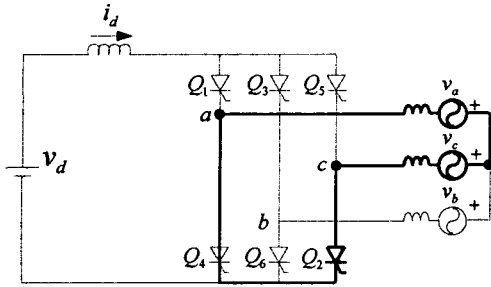 i_d
Q_1 Q_3 Q_5
v_a +
a
v_c +
c
v_d
v_b +
b
Q_4 Q_6 Q_2